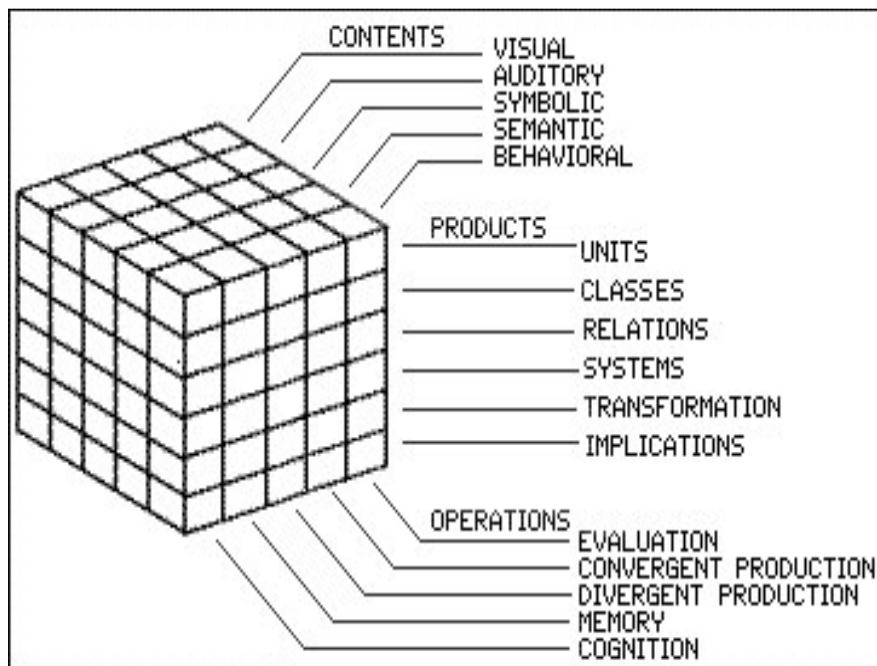 CONTENTS
VISUAL
AUDITORY
SYMBOLIC
SEMANTIC
BEHAVIORAL
PRODUCTS
UNITS
CLASSES
RELATIONS
SYSTEMS
TRANSFORMATION
IMPLICATIONS
OPERATIONS
EVALUATION
CONVERGENT PRODUCTION
DIVERGENT PRODUCTION
MEMORY
COGNITION